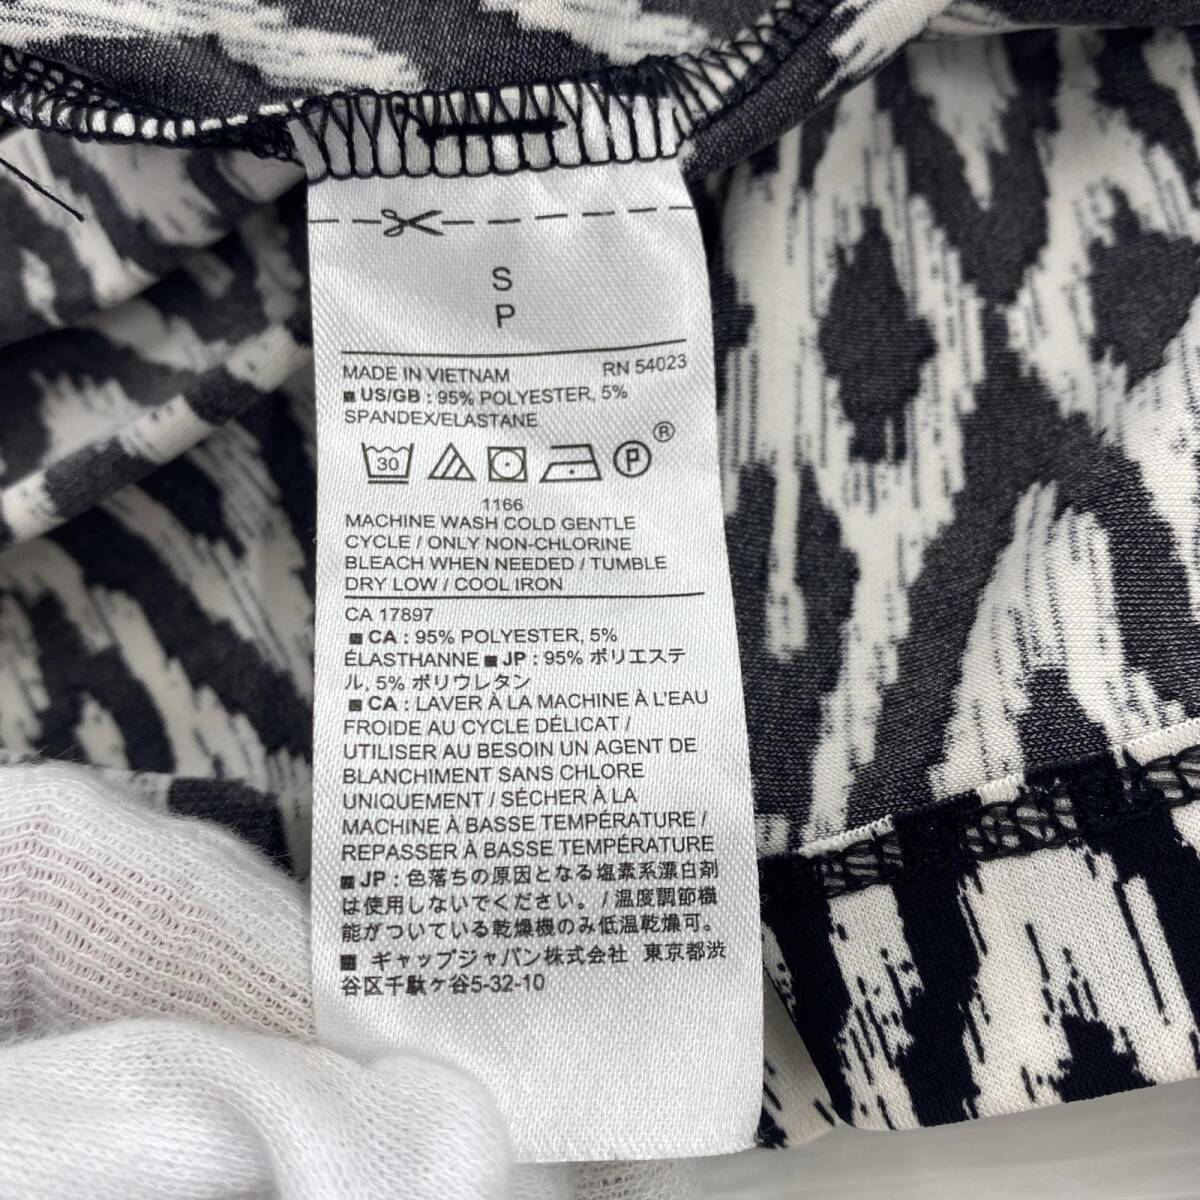 S
P
MADE IN VIETNAM RN 54023
■ US/GB : 95% POLYESTER, 5%
SPANDEX/ELASTANE
30 P ®
1166
MACHINE WASH COLD GENTLE
CYCLE / ONLY NON-CHLORINE
BLEACH WHEN NEEDED / TUMBLE
DRY LOW / COOL IRON
CA 17897
■ CA : 95% POLYESTER, 5%
ÉLASTHANNE ■ JP : 95% ポリエステ
ル, 5% ポリウレタン
■ CA : LAVER À LA MACHINE À L'EAU
FROIDE AU CYCLE DÉLICAT /
UTILISER AU BESOIN UN AGENT DE
BLANCHIMENT SANS CHLORE
UNIQUEMENT / SÉCHER À LA
MACHINE À BASSE TEMPÉRATURE /
REPASSER À BASSE TEMPÉRATURE
■ JP : 色落ちの原因となる塩素系漂白剤
は使用しないでください。/ 温度調節機
能がついている乾燥機のみ低温乾燥可。
■ ギャップジャパン株式会社 東京都渋
谷区千駄ヶ谷5-32-10